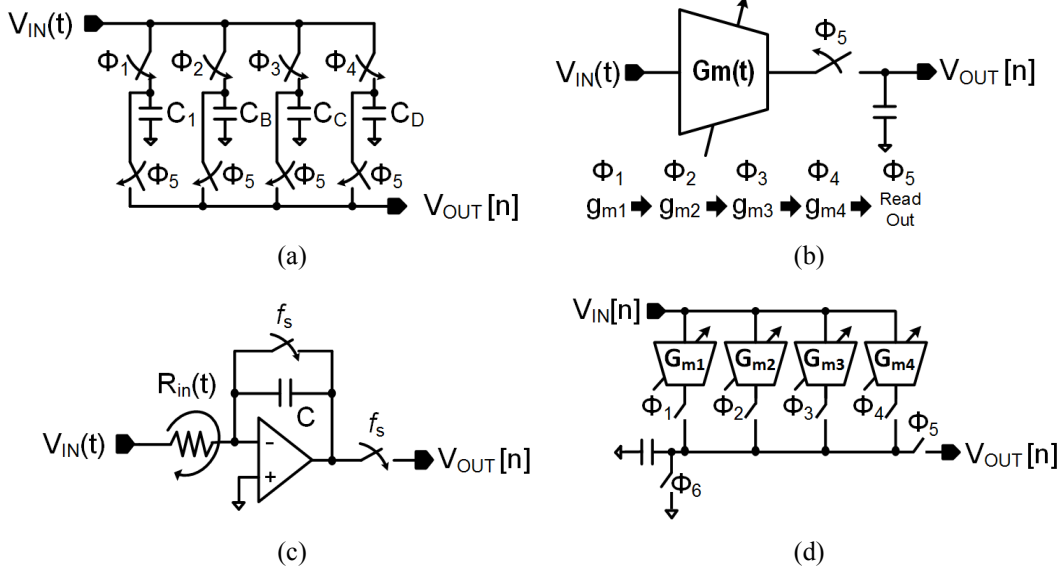 V_IN(t)
Φ1 Φ2 Φ3 Φ4
C1 CB CC CD
Φ5 Φ5 Φ5 Φ5
VOUT[n]
(a)
VIN(t) Gm(t) Φ5 VOUT[n]
Φ1 Φ2 Φ3 Φ4 Φ5
gm1 gm2 gm3 gm4 Read
Out
(b)
fs
Rin(t)
C
fs
VIN(t) - + VOUT[n]
(c)
VIN[n]
Gm1 Gm2 Gm3 Gm4
Φ1 Φ2 Φ3 Φ4 Φ5
VOUT[n]
Φ6
(d)